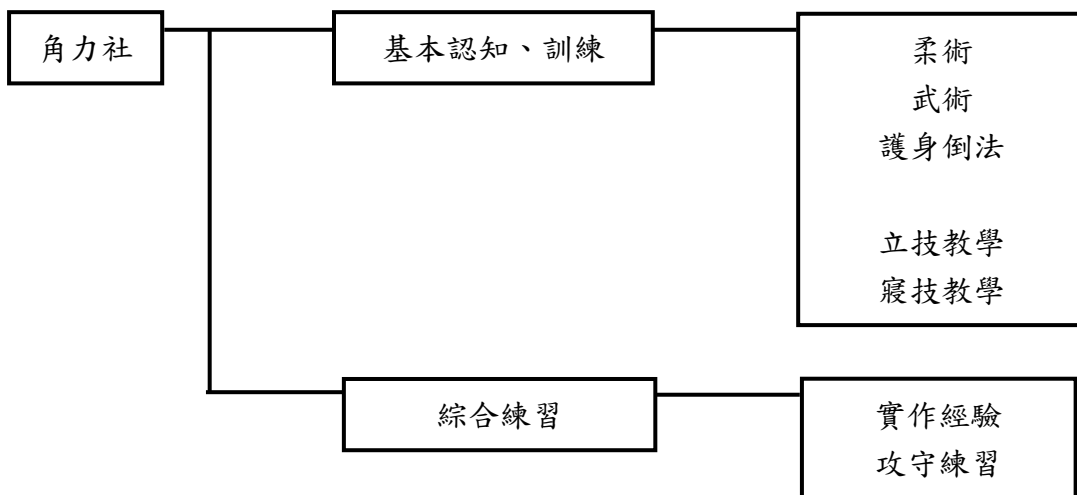 角力社
基本認知、訓練
柔術
武術
護身倒法
立技教學
寢技教學
綜合練習
實作經驗
攻守練習